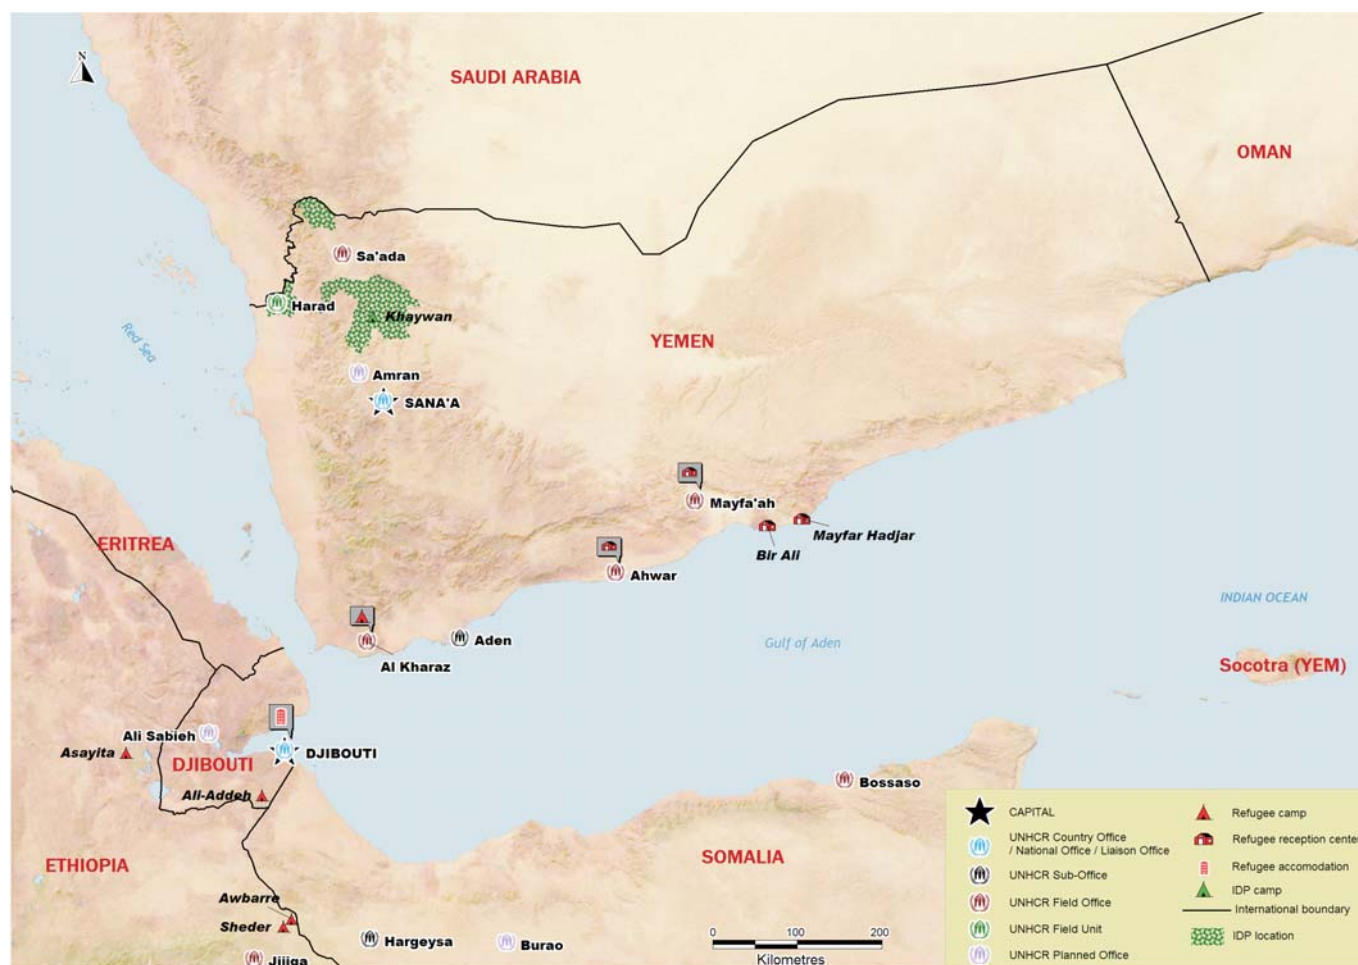 N
SAUDI ARABIA
OMAN
Sa'ada
Harad
Khaywan
Red Sea
YEMEN
Amran
SANA'A
Mayfa'ah
Mayfar Hadjar
Bir Ali
ERITREA
Ahwar
INDIAN OCEAN
Aden
Gulf of Aden
Al Kharaz
Socotra (YEM)
Ali Sabieh
Asayita
DJIBOUTI
DJIBOUTI
Bossaso
Ali-Addeh
ETHIOPIA
SOMALIA
Awbarre
Sheder
Hargeysa
Burao
Jijiga
0 100 200
Kilometres
CAPITAL
UNHCR Country Office
/ National Office / Liaison Office
UNHCR Sub-Office
UNHCR Field Office
UNHCR Field Unit
UNHCR Planned Office
Refugee camp
Refugee reception center
Refugee accomodation
IDP camp
International boundary
IDP location